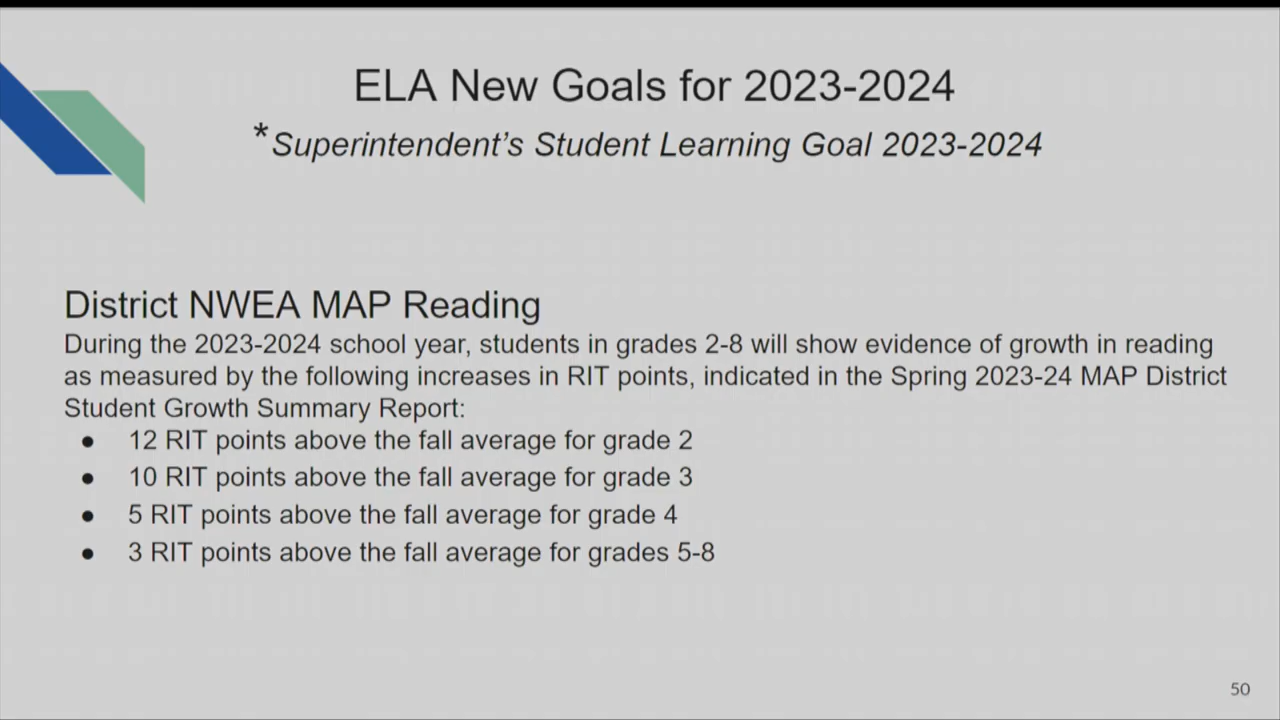 ELA New Goals for 2023-2024
*Superintendent's Student Learning Goal 2023-2024
District NWEA MAP Reading
During the 2023-2024 school year, students in grades 2-8 will show evidence of growth in reading
as measured by the following increases in RIT points, indicated in the Spring 2023-24 MAP District
Student Growth Summary Report:
● 12 RIT points above the fall average for grade 2
● 10 RIT points above the fall average for grade 3
● 5 RIT points above the fall average for grade 4
● 3 RIT points above the fall average for grades 5-8
50